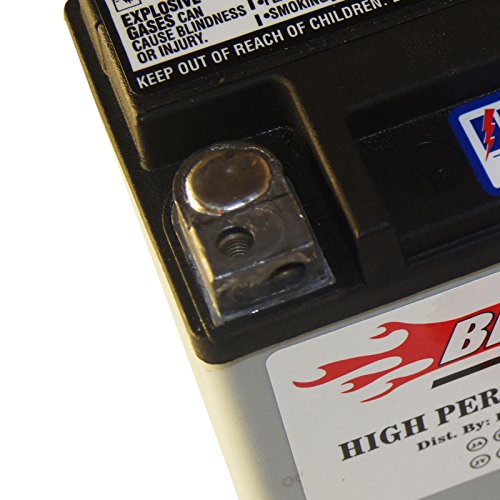 EXPLOSIVE
GASES CAN
CAUSE BLINDNESS
OR INJURY.
•SMOKING
KEEP OUT OF REACH OF CHILDREN.
HIGH PER
Dist. By: